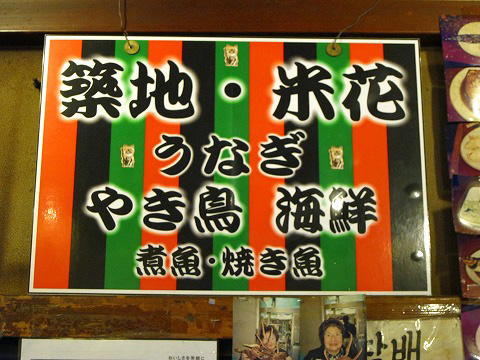 築地・米花
うなぎ
やき鳥 海鮮
煮魚・焼き魚